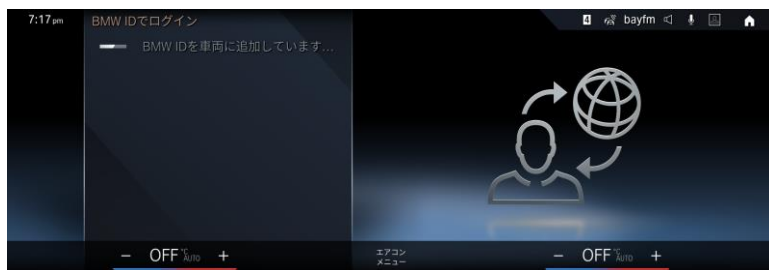 7:17 pm
BMW IDでログイン
4
bayfm
BMW IDを車両に追加しています...
− OFF °C AUTO +
エアコン
メニュー
− OFF °C AUTO +